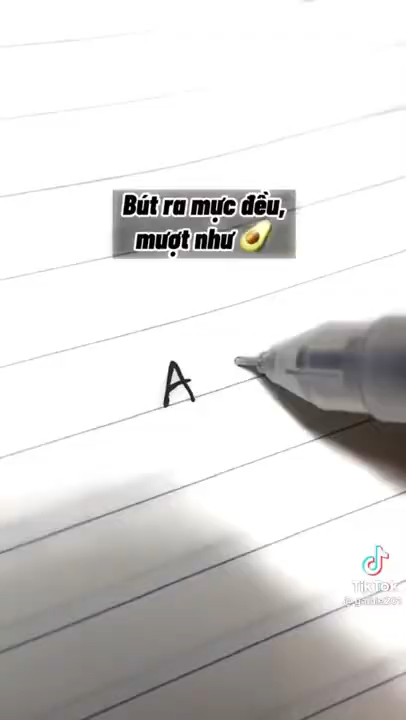 Bút ra mực đều,
mượt như 🥑
A
TikTok